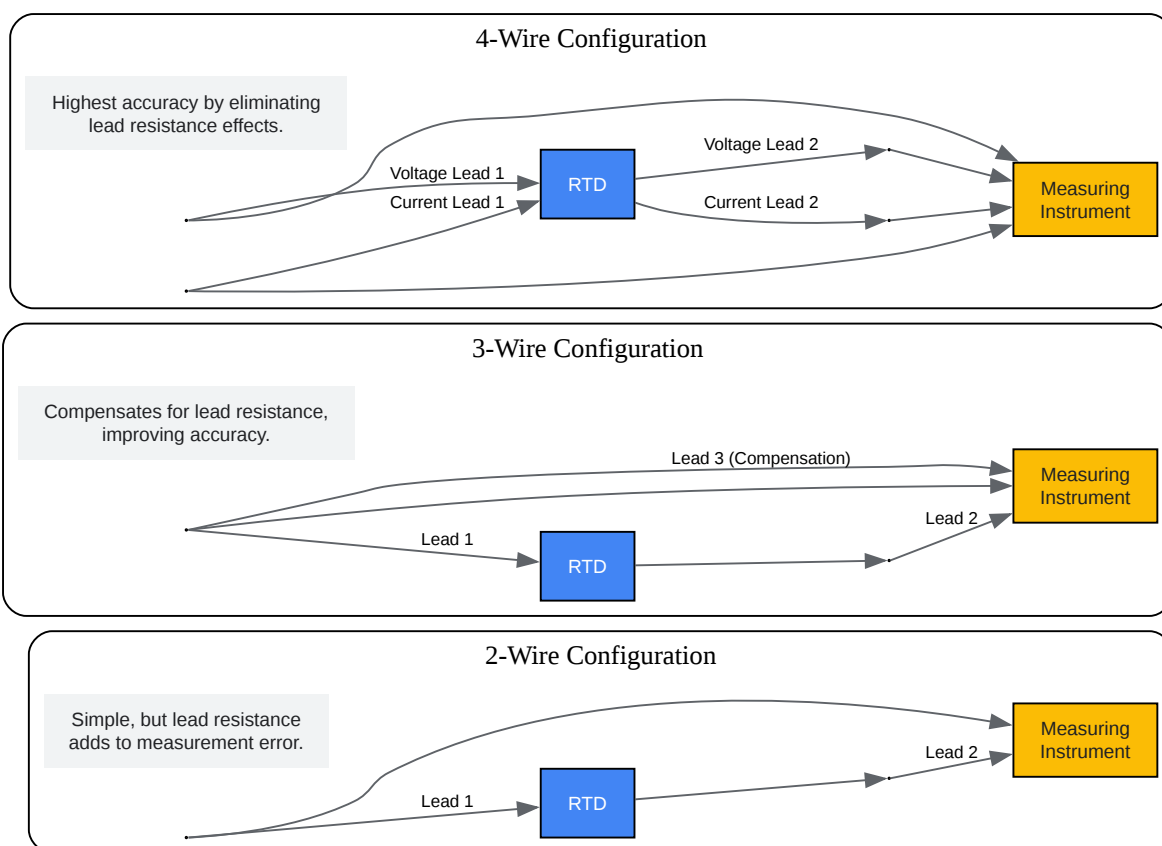 4-Wire Configuration
Highest accuracy by eliminating
lead resistance effects.
Voltage Lead 1
Current Lead 1
RTD
Voltage Lead 2
Current Lead 2
Measuring
Instrument
3-Wire Configuration
Compensates for lead resistance,
improving accuracy.
Lead 3 (Compensation)
Lead 1
RTD
Lead 2
Measuring
Instrument
2-Wire Configuration
Simple, but lead resistance
adds to measurement error.
Lead 1
RTD
Lead 2
Measuring
Instrument